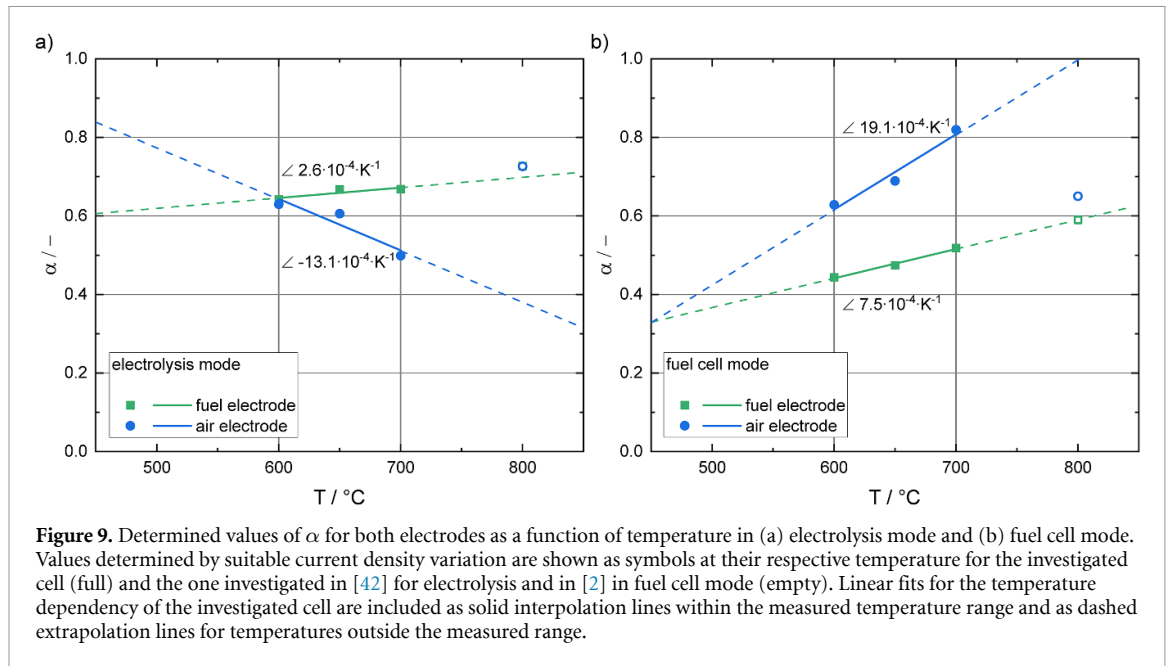 a)
b)
1.0
0.8
0.6
0.4
0.2
0.0
α / −
∠ 2.6·10⁻⁴·K⁻¹
∠ -13.1·10⁻⁴·K⁻¹
electrolysis mode
fuel electrode
air electrode
500
600
700
800
T / °C
1.0
0.8
0.6
0.4
0.2
0.0
α / −
∠ 19.1·10⁻⁴·K⁻¹
∠ 7.5·10⁻⁴·K⁻¹
fuel cell mode
fuel electrode
air electrode
500
600
700
800
T / °C
Figure 9. Determined values of α for both electrodes as a function of temperature in (a) electrolysis mode and (b) fuel cell mode.
Values determined by suitable current density variation are shown as symbols at their respective temperature for the investigated
cell (full) and the one investigated in [42] for electrolysis and in [2] in fuel cell mode (empty). Linear fits for the temperature
dependency of the investigated cell are included as solid interpolation lines within the measured temperature range and as dashed
extrapolation lines for temperatures outside the measured range.